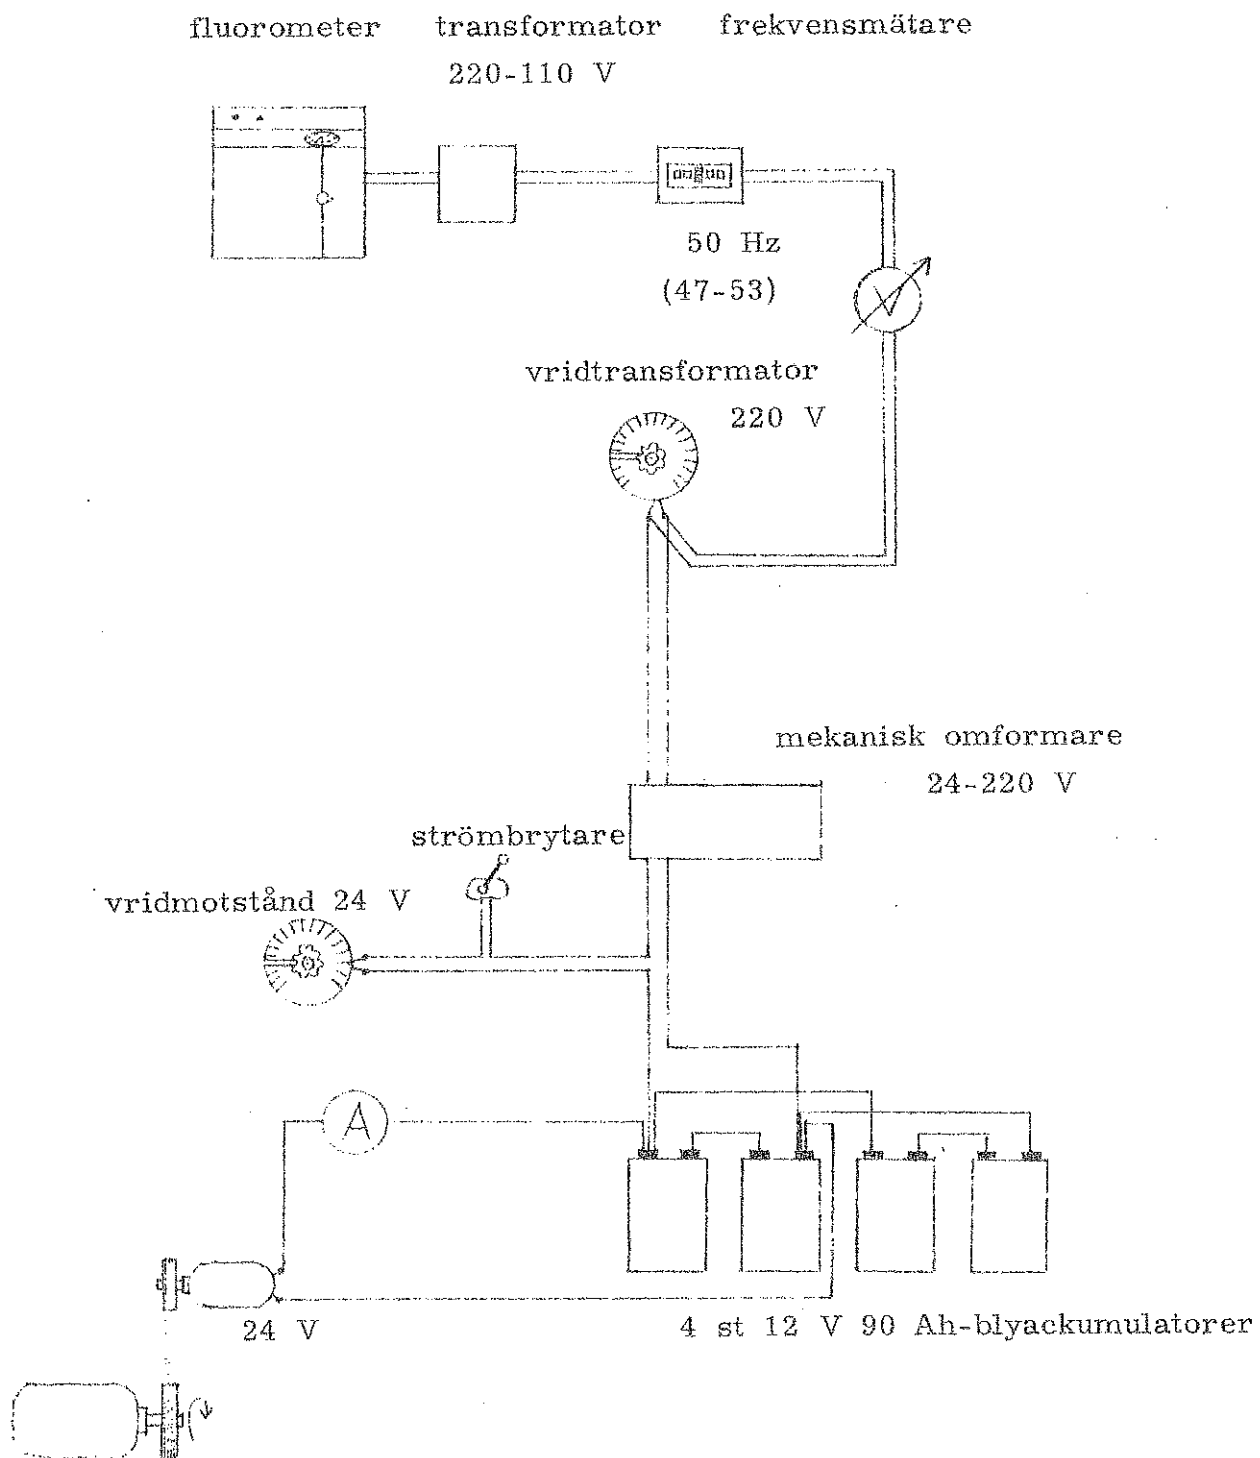 fluorometer transformator frekvensmätare
220-110 V
50 Hz
(47-53)
V
vridtransformator
220 V
mekanisk omformare
24-220 V
strömbrytare
vridmotstånd 24 V
A
24 V
4 st 12 V 90 Ah-blyackumulatorer